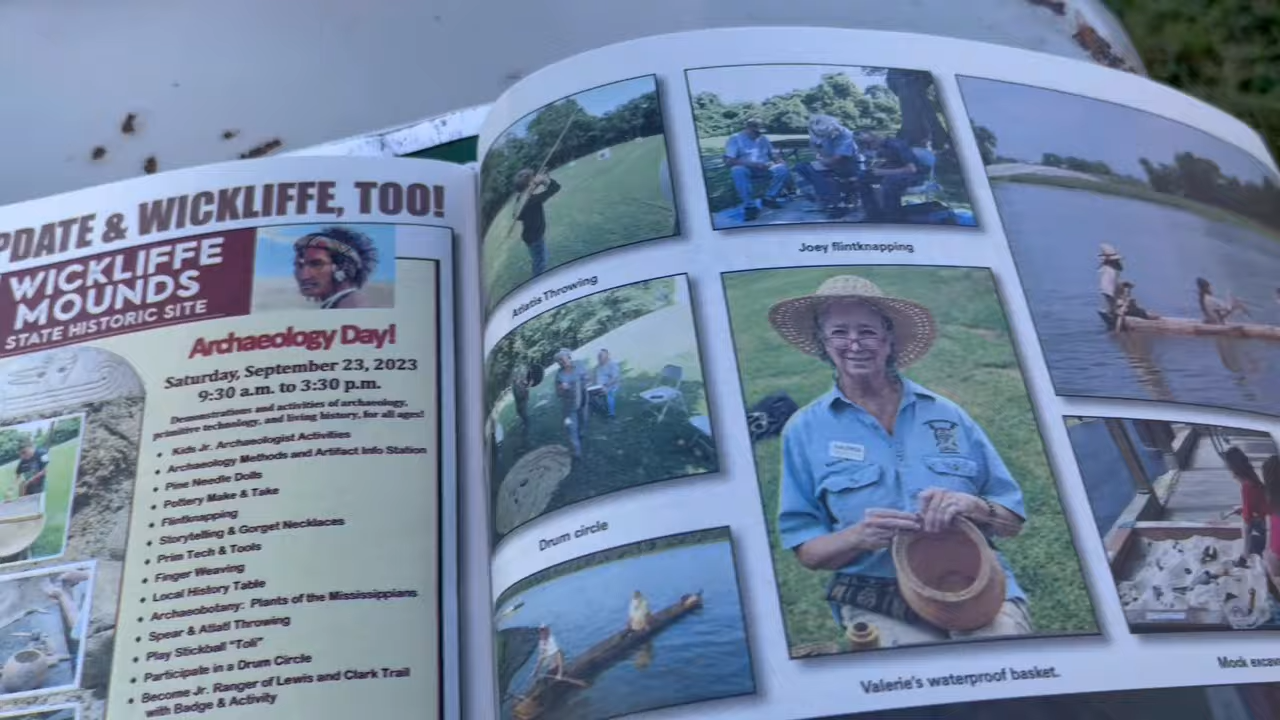 PDATE & WICKLIFFE, TOO!
WICKLIFFE
MOUNDS
STATE HISTORIC SITE
Archaeology Day!
Saturday, September 23, 2023
9:30 a.m. to 3:30 p.m.
Demonstrations and activities of archaeology,
primitive technology, and living history, for all ages!
• Kids Jr. Archaeologist Activities
• Archaeology Methods and Artifact Info Station
• Pine Needle Dolls
• Pottery Make & Take
• Flintknapping
• Storytelling & Gorget Necklaces
• Prim Tech & Tools
• Finger Weaving
• Local History Table
• Archaeobotany: Plants of the Mississippians
• Spear & Atlatl Throwing
• Play Stickball "Toli"
• Participate in a Drum Circle
• Become Jr. Ranger of Lewis and Clark Trail
with Badge & Activity
Atlatls Throwing
Drum circle
Joey flintknapping
Valerie's waterproof basket.
Mock excav